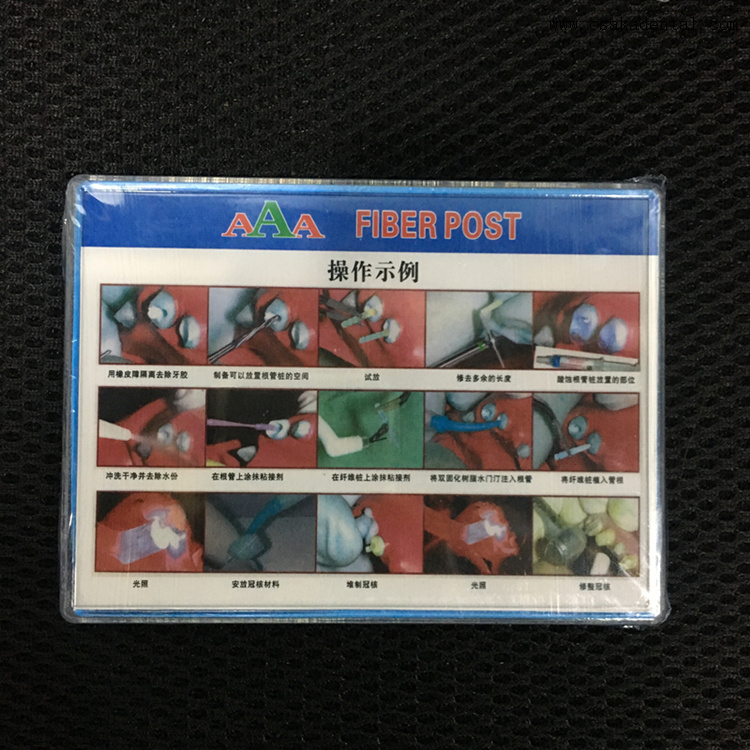 www.eakadental.com
AAA FIBER POST
操作示例
用橡皮障隔离去除牙胶 制备可以放置根管桩的空间 试放 修去多余的长度 酸蚀根管桩放置的部位
冲洗干净并去除水份 在根管上涂抹粘接剂 在纤维桩上涂抹粘接剂 将双固化树脂水门汀注入根管 将纤维桩植入管根
光照 安放冠核材料 堆制冠核 光照 修整冠核